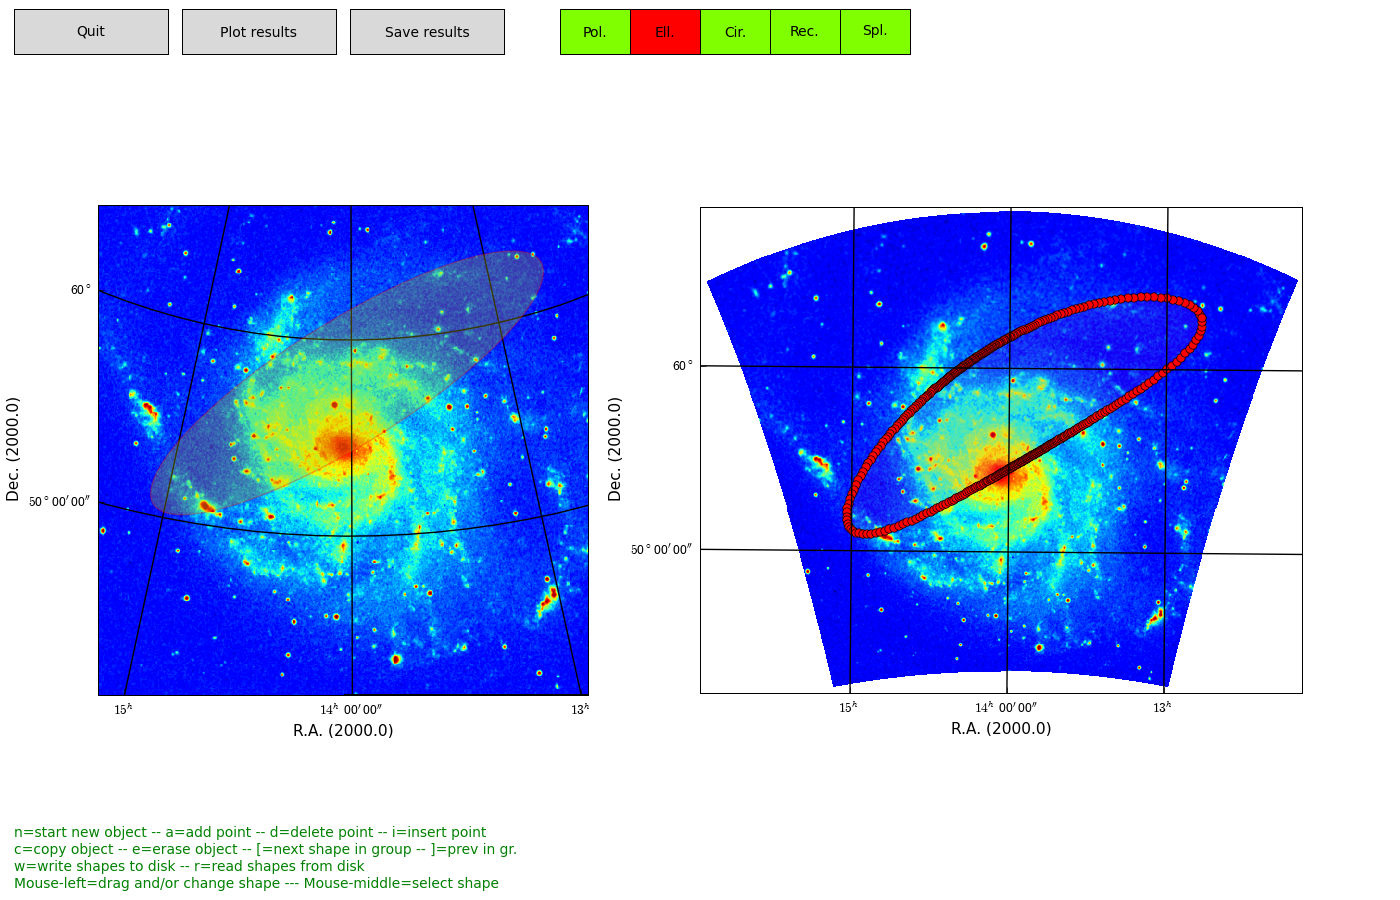 Quit Plot results Save results Pol. Ell. Cir. Rec. Spl.
Dec. (2000.0)
60°
50°00′00″
15ʰ 14ʰ 00′00″ 13ʰ
R.A. (2000.0)
Dec. (2000.0)
60°
50°00′00″
15ʰ 14ʰ 00′00″ 13ʰ
R.A. (2000.0)
n=start new object -- a=add point -- d=delete point -- i=insert point
c=copy object -- e=erase object -- [=next shape in group -- ]=prev in gr.
w=write shapes to disk -- r=read shapes from disk
Mouse-left=drag and/or change shape --- Mouse-middle=select shape